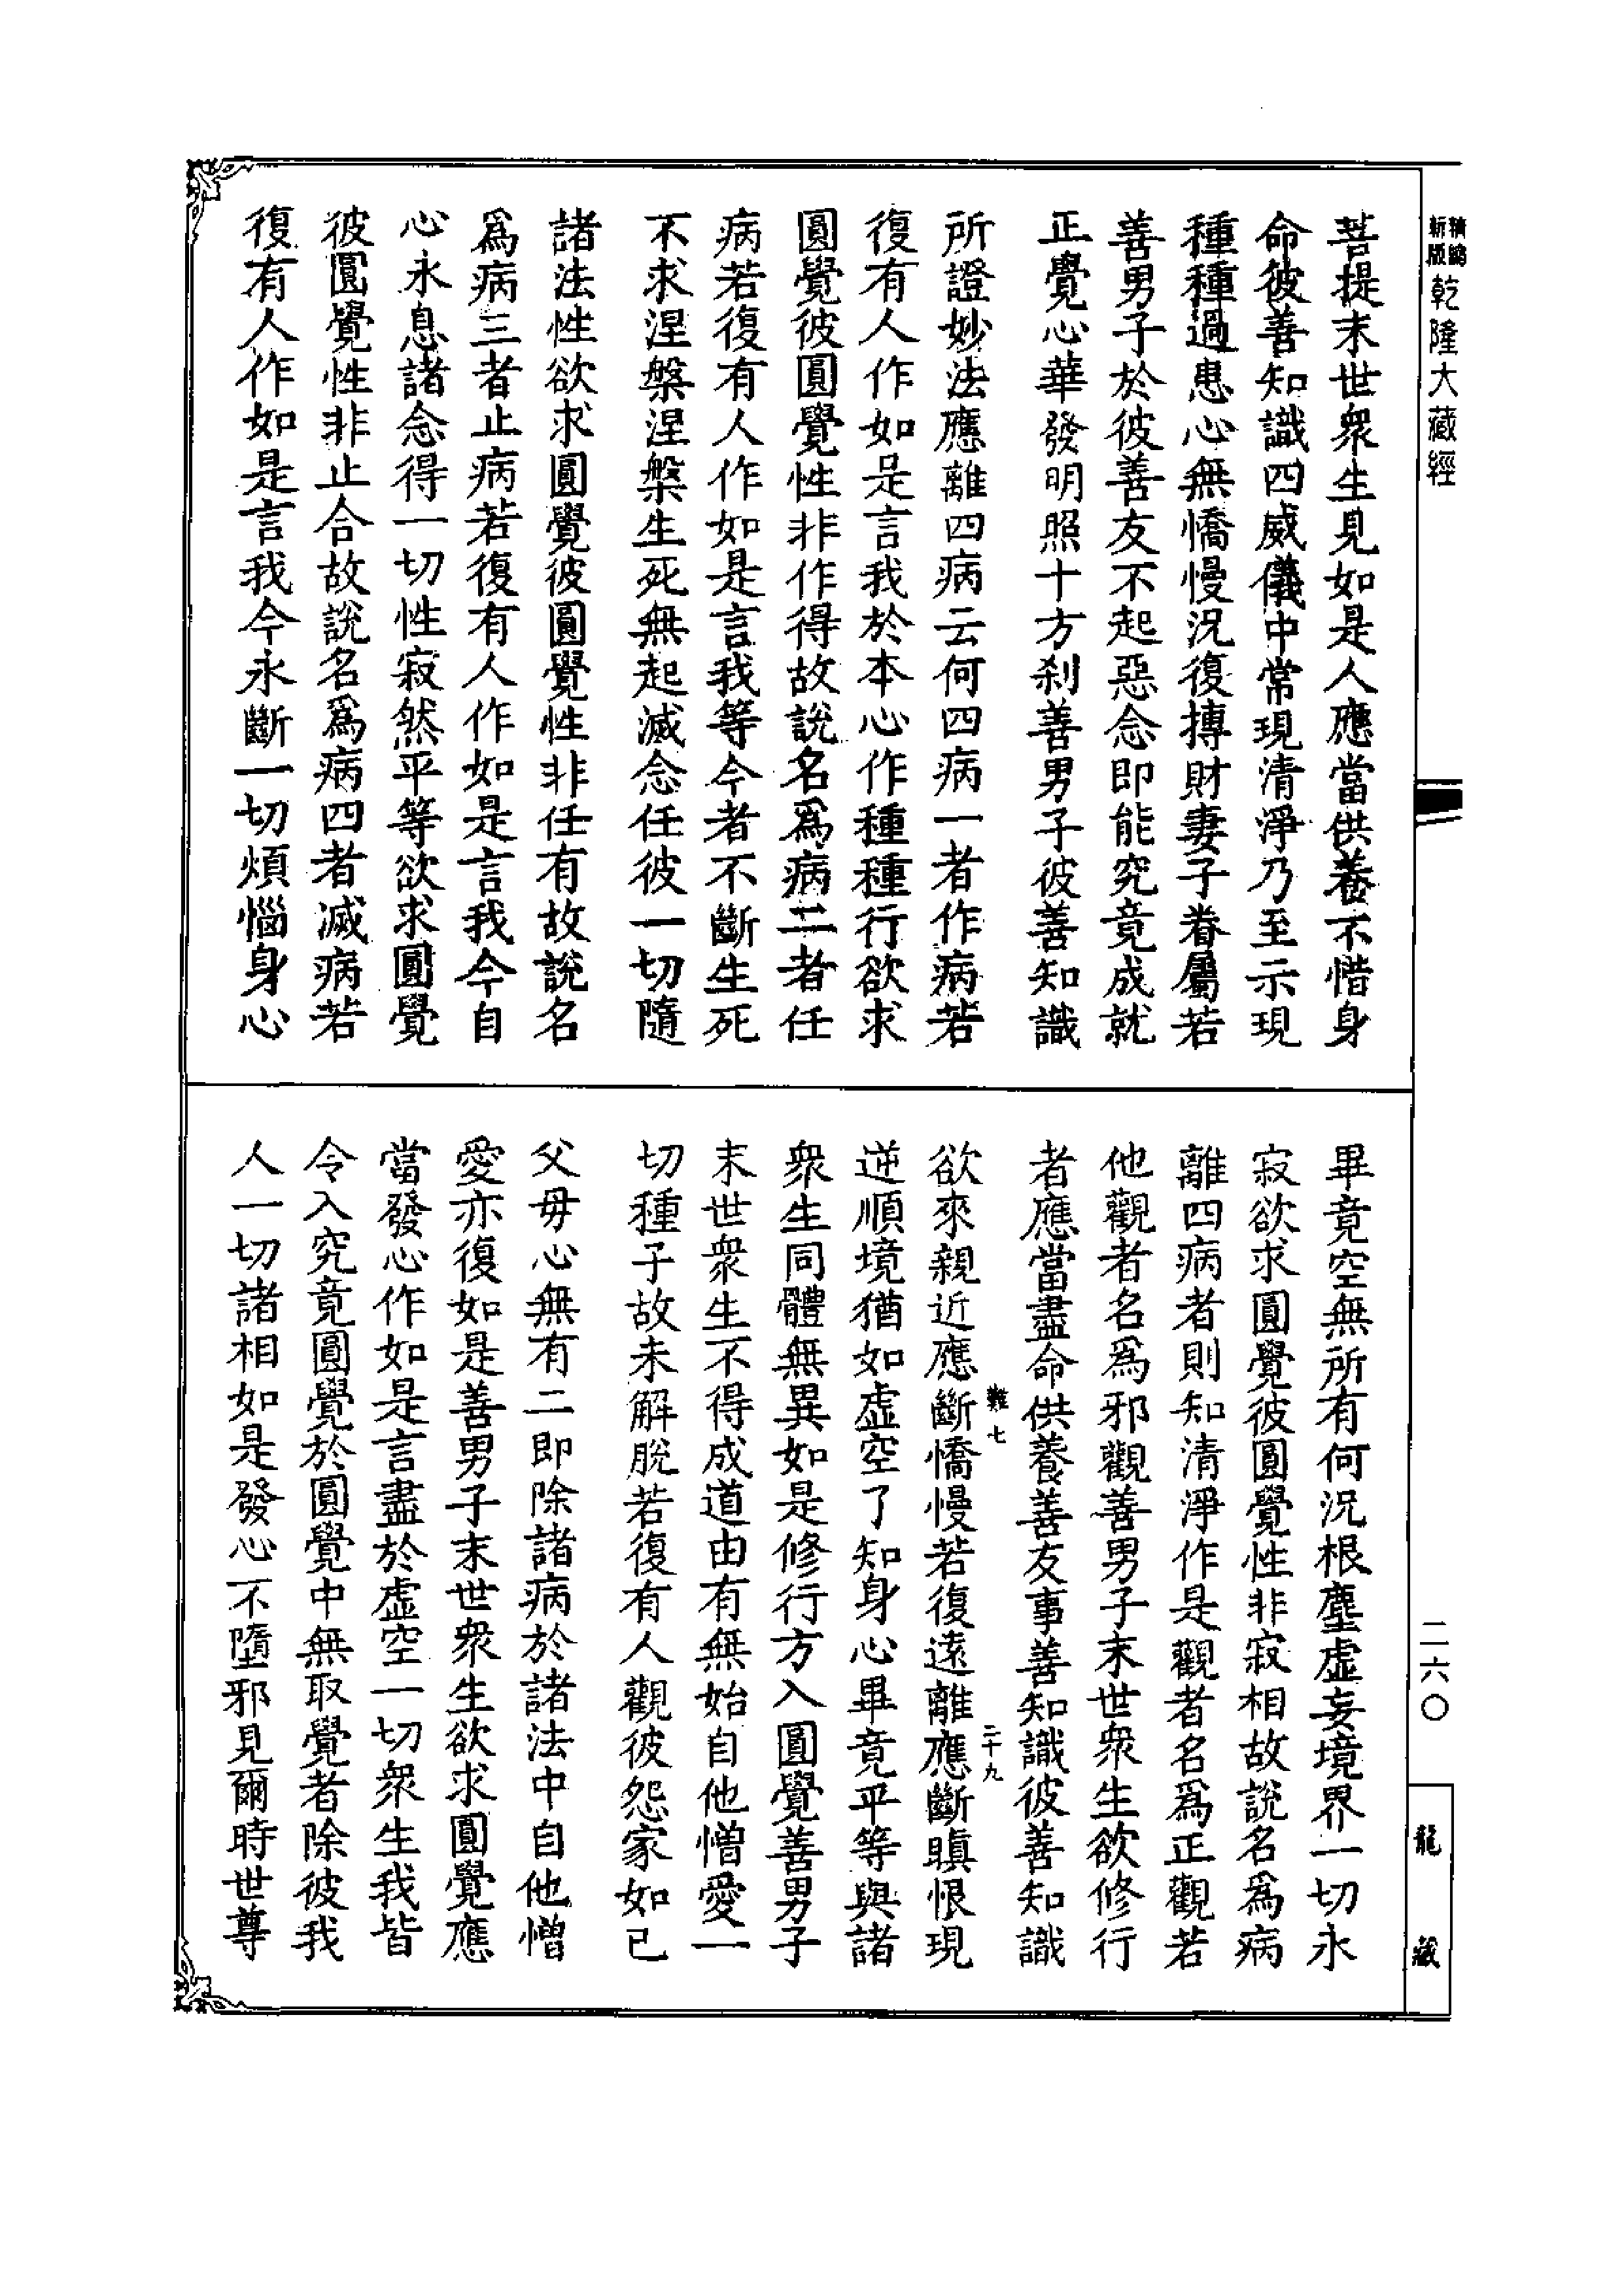 精鋳
新版
乾隆大藏經
菩提末世衆生見如是人應當供養不惜身
命彼善知識四威儀中常現清淨乃至示現
種種過患心無憍慢況復摶財妻子眷屬若
善男子於彼善友不起惡念即能究竟成就
正覺心華發明照十方刹善男子彼善知識
所證妙法應離四病云何四病一者作病若
復有人作如是言我於本心作種種行欲求
圓覺彼圓覺性非作得故說名爲病二者任
病若復有人作如是言我等今者不斷生死
不求涅槃涅槃生死無起滅念任彼一切隨
諸法性欲求圓覺彼圓覺性非任有故說名
爲病三者止病若復有人作如是言我今自
心永息諸念得一切性寂然平等欲求圓覺
彼圓覺性非止合故說名爲病四者滅病若
復有人作如是言我今永斷一切煩惱身心
畢竟空無所有何況根塵虛妄境界一切永
寂欲求圓覺彼圓覺性非寂相故說名爲病
離四病者則知清淨作是觀者名爲正觀若
他觀者名爲邪觀善男子末世衆生欲修行
者應當盡命供養善友事善知識彼善知識
難七
二十九
欲來親近應斷憍慢若復遠離應斷瞋恨現
逆順境猶如虛空了知身心畢竟平等與諸
衆生同體無異如是修行方入圓覺善男子
末世衆生不得成道由有無始自他憎愛一
切種子故未解脫若復有人觀彼怨家如己
父母心無有二即除諸病於諸法中自他憎
愛亦復如是善男子末世衆生欲求圓覺應
當發心作如是言盡於虛空一切衆生我皆
令入究竟圓覺於圓覺中無取覺者除彼我
人一切諸相如是發心不墮邪見爾時世尊
二六〇
龍藏